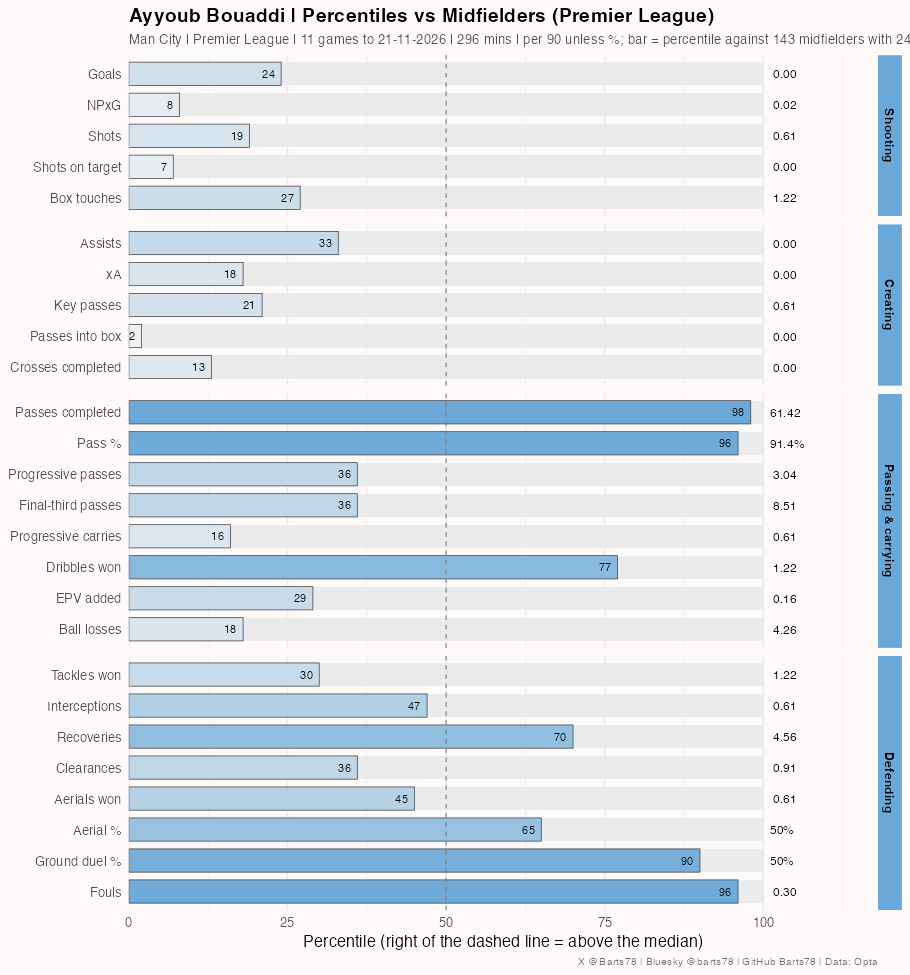 Ayyoub Bouaddi | Percentiles vs Midfielders (Premier League)
Man City | Premier League | 11 games to 21-11-2026 | 296 mins | per 90 unless %; bar = percentile against 143 midfielders with 24
Goals 24 0.00
NPxG 8 0.02
Shots 19 0.61
Shots on target 7 0.00
Box touches 27 1.22
Shooting
Assists 33 0.00
xA 18 0.00
Key passes 21 0.61
Passes into box 2 0.00
Crosses completed 13 0.00
Creating
Passes completed 98 61.42
Pass % 96 91.4%
Progressive passes 36 3.04
Final-third passes 36 8.51
Progressive carries 16 0.61
Dribbles won 77 1.22
EPV added 29 0.16
Ball losses 18 4.26
Passing & carrying
Tackles won 30 1.22
Interceptions 47 0.61
Recoveries 70 4.56
Clearances 36 0.91
Aerials won 45 0.61
Aerial % 65 50%
Ground duel % 90 50%
Fouls 96 0.30
Defending
0 25 50 75 100
Percentile (right of the dashed line = above the median)
X @Barts78 | Bluesky @barts78 | GitHub Barts78 | Data: Opta